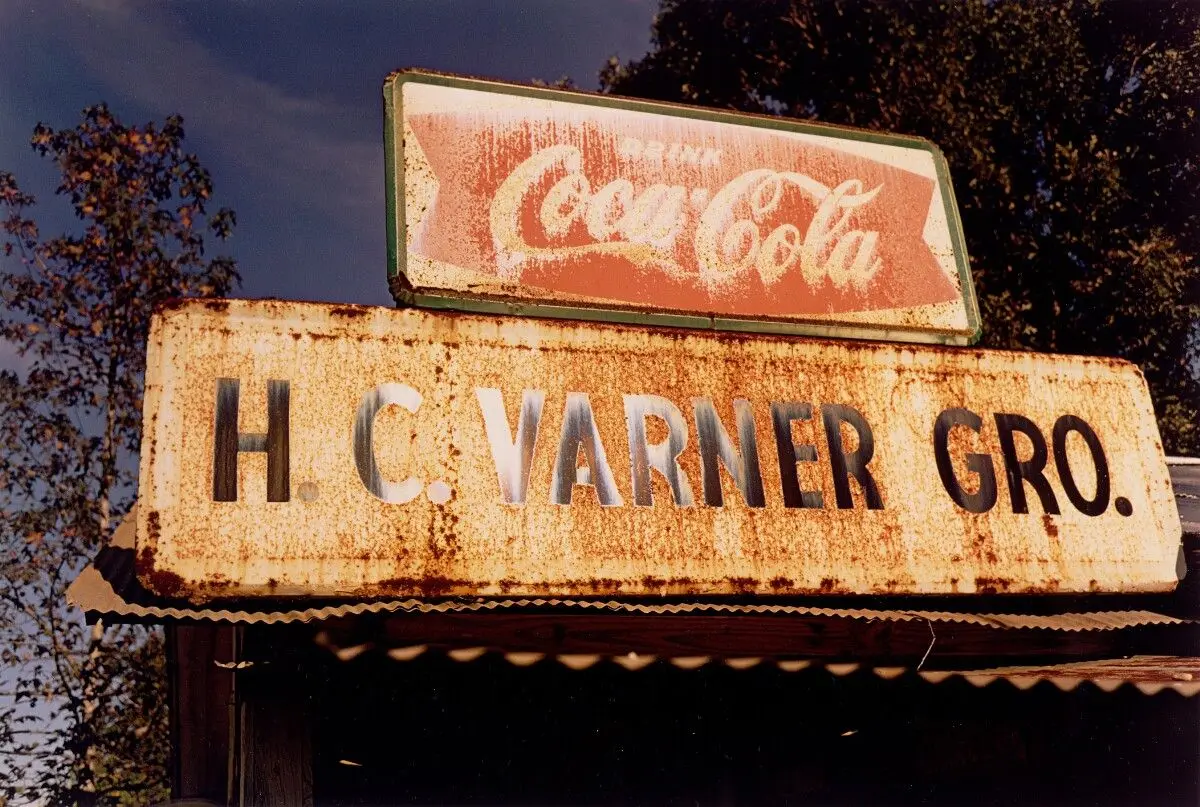 DRINK
Coca-Cola
H. C. VARNER GRO.